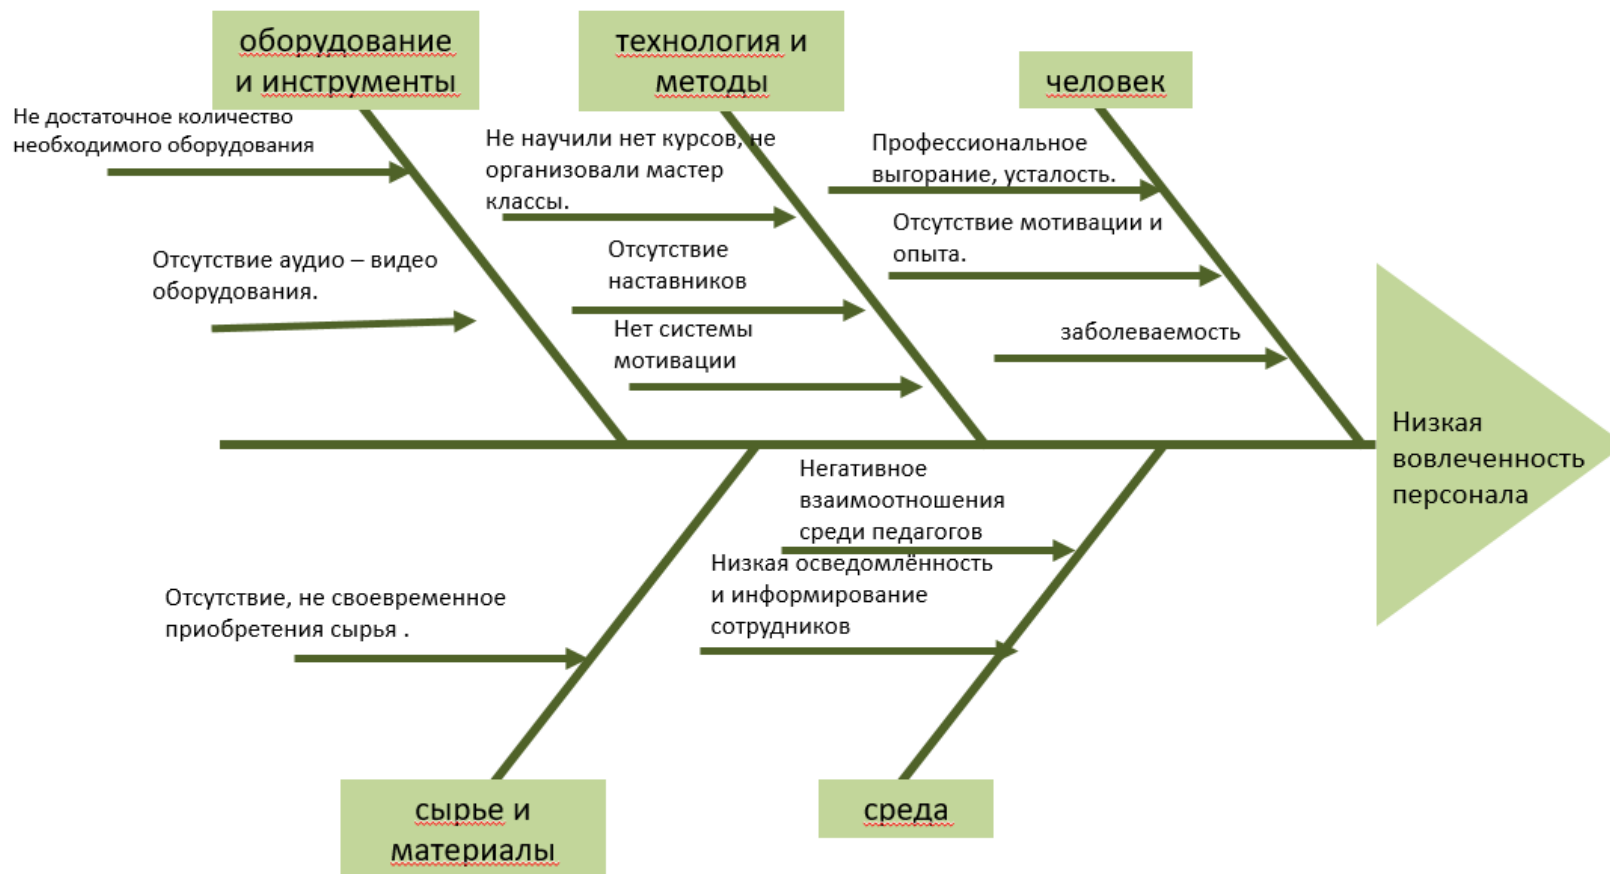 оборудование
и инструменты
технология и
методы
человек
Не достаточное количество
необходимого оборудования
Не научили нет курсов, не
организовали мастер
классы.
Профессиональное
выгорание, усталость.
Отсутствие аудио – видео
оборудования.
Отсутствие
наставников
Отсутствие мотивации и
опыта.
Нет системы
мотивации
заболеваемость
Низкая
вовлеченность
персонала
Негативное
взаимоотношения
среди педагогов
Низкая осведомлённость
и информирование
сотрудников
Отсутствие, не своевременное
приобретения сырья .
сырье и
материалы
среда